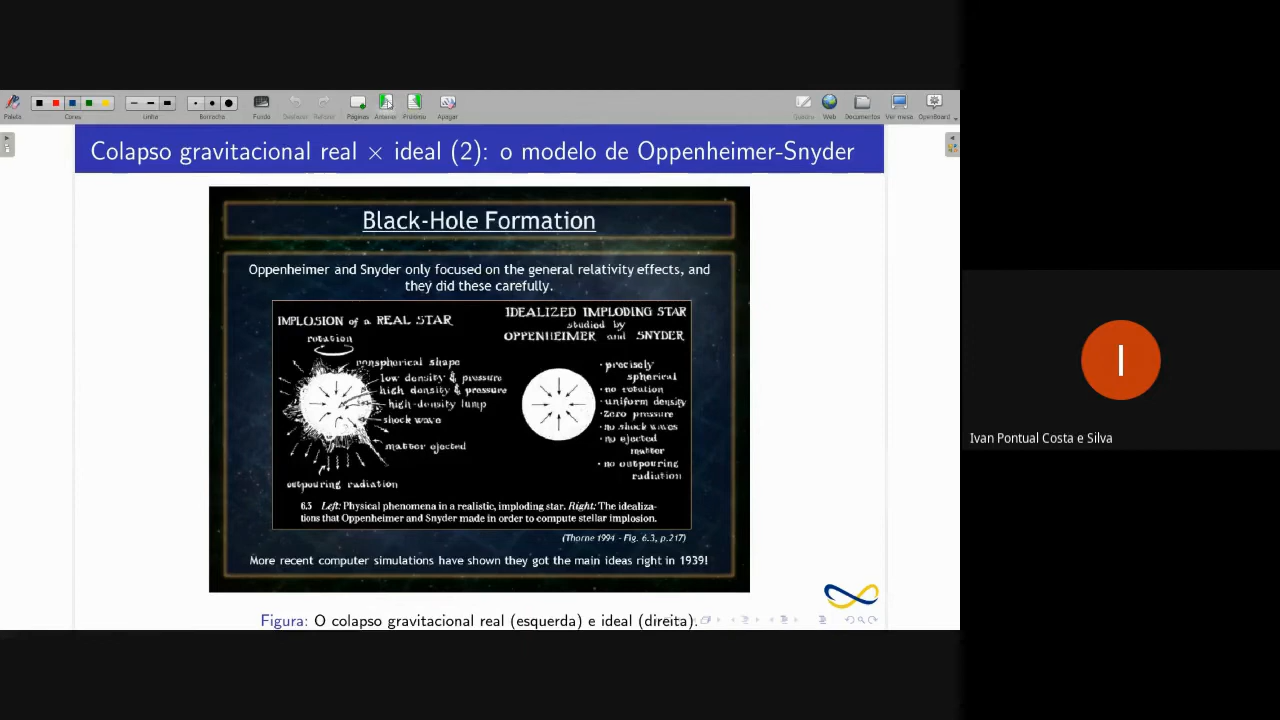 Papéis
Cores
Linha
Borracha
Fundo
Desfazer
Refazer
Páginas
Anterior
Próximo
Apagar
Quadro
Web
Documentos
Ver mesa
OpenBoard
Colapso gravitacional real × ideal (2): o modelo de Oppenheimer-Snyder
Black-Hole Formation
Oppenheimer and Snyder only focused on the general relativity effects, and
they did these carefully.
IMPLOSION of a REAL STAR
rotation
nonspherical shape
low density & pressure
high density & pressure
high-density lump
shock wave
matter ejected
outpouring radiation
IDEALIZED IMPLODING STAR
studied by
OPPENHEIMER and SNYDER
• precisely
spherical
• no rotation
• uniform density
• zero pressure
• no shock waves
• no ejected
matter
• no outpouring
radiation
6.3 Left: Physical phenomena in a realistic, imploding star. Right: The idealiza-
tions that Oppenheimer and Snyder made in order to compute stellar implosion.
(Thorne 1994 - Fig. 6.3, p.217)
More recent computer simulations have shown they got the main ideas right in 1939!
Figura: O colapso gravitacional real (esquerda) e ideal (direita).
I
Ivan Pontual Costa e Silva